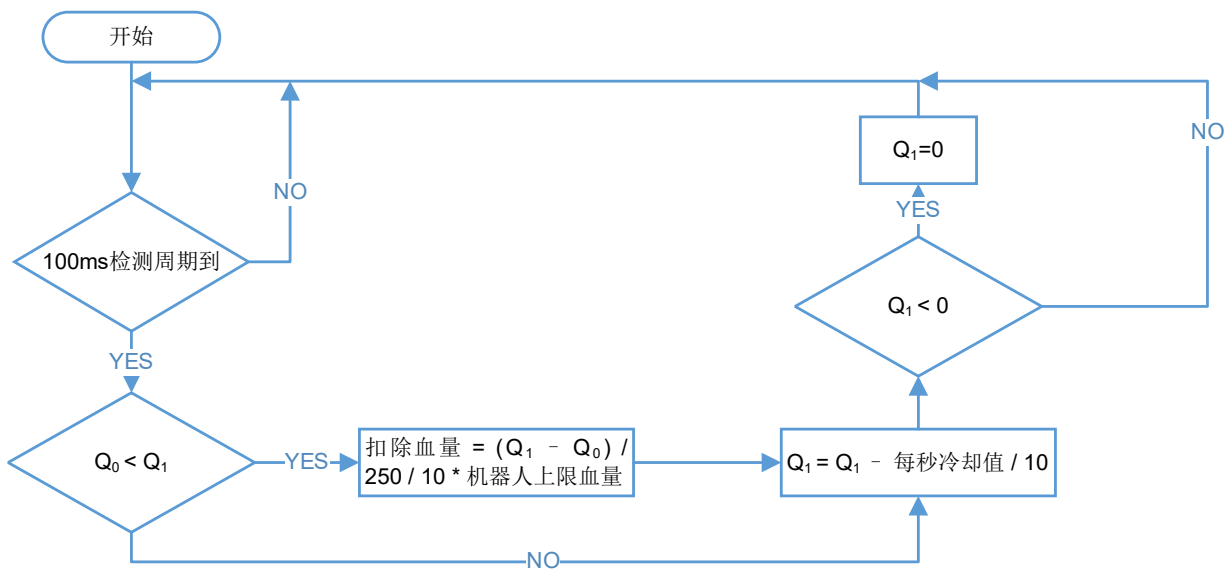 开始
NO
100ms检测周期到
YES
Q₀ < Q₁
YES
扣除血量 = (Q₁ – Q₀) /
250 / 10 * 机器人上限血量
Q₁ = Q₁ – 每秒冷却值 / 10
NO
Q₁ < 0
YES
Q₁=0
NO